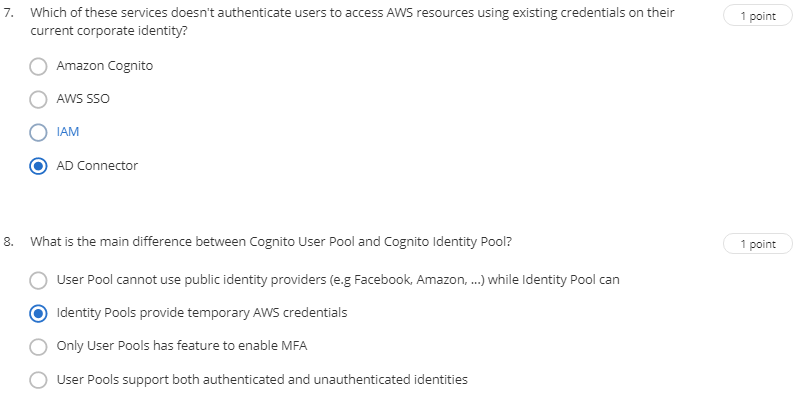 7. Which of these services doesn't authenticate users to access AWS resources using existing credentials on their
current corporate identity?
1 point
Amazon Cognito
AWS SSO
IAM
AD Connector
8. What is the main difference between Cognito User Pool and Cognito Identity Pool?
1 point
User Pool cannot use public identity providers (e.g Facebook, Amazon, ...) while Identity Pool can
Identity Pools provide temporary AWS credentials
Only User Pools has feature to enable MFA
User Pools support both authenticated and unauthenticated identities